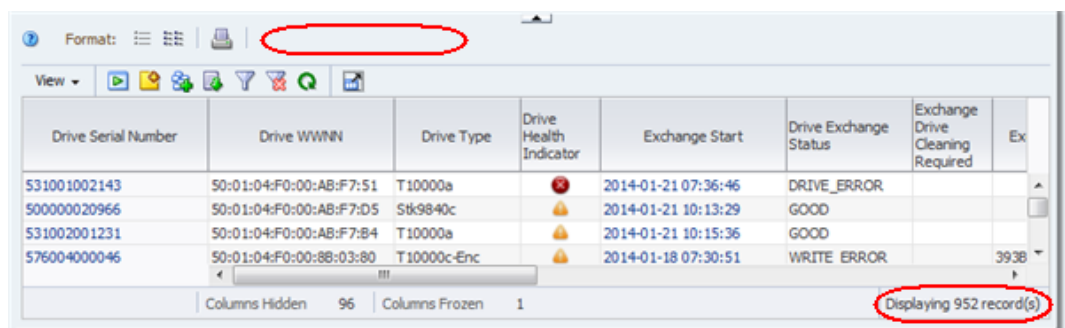 Format:
View
Drive Serial Number Drive WWNN Drive Type Drive Health Indicator Exchange Start Drive Exchange Status Exchange Drive Cleaning Required Ex
531001002143 50:01:04:F0:00:AB:F7:51 T10000a 2014-01-21 07:36:46 DRIVE_ERROR
500000020966 50:01:04:F0:00:AB:F7:D5 Stk9840c 2014-01-21 10:13:29 GOOD
531002001231 50:01:04:F0:00:AB:F7:B4 T10000a 2014-01-21 10:15:36 GOOD
576004000046 50:01:04:F0:00:8B:03:80 T10000c-Enc 2014-01-18 07:30:51 WRITE ERROR 393B
Columns Hidden 96 Columns Frozen 1 Displaying 952 record(s)